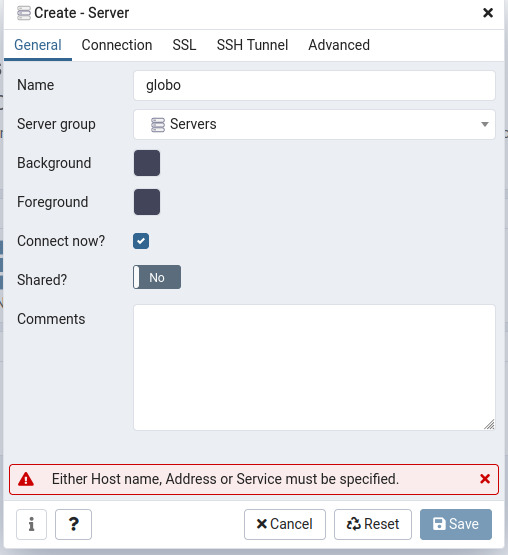 Create - Server
General Connection SSL SSH Tunnel Advanced
Name globo
Server group Servers
Background
Foreground
Connect now?
Shared? No
Comments
Either Host name, Address or Service must be specified.
i ? Cancel Reset Save